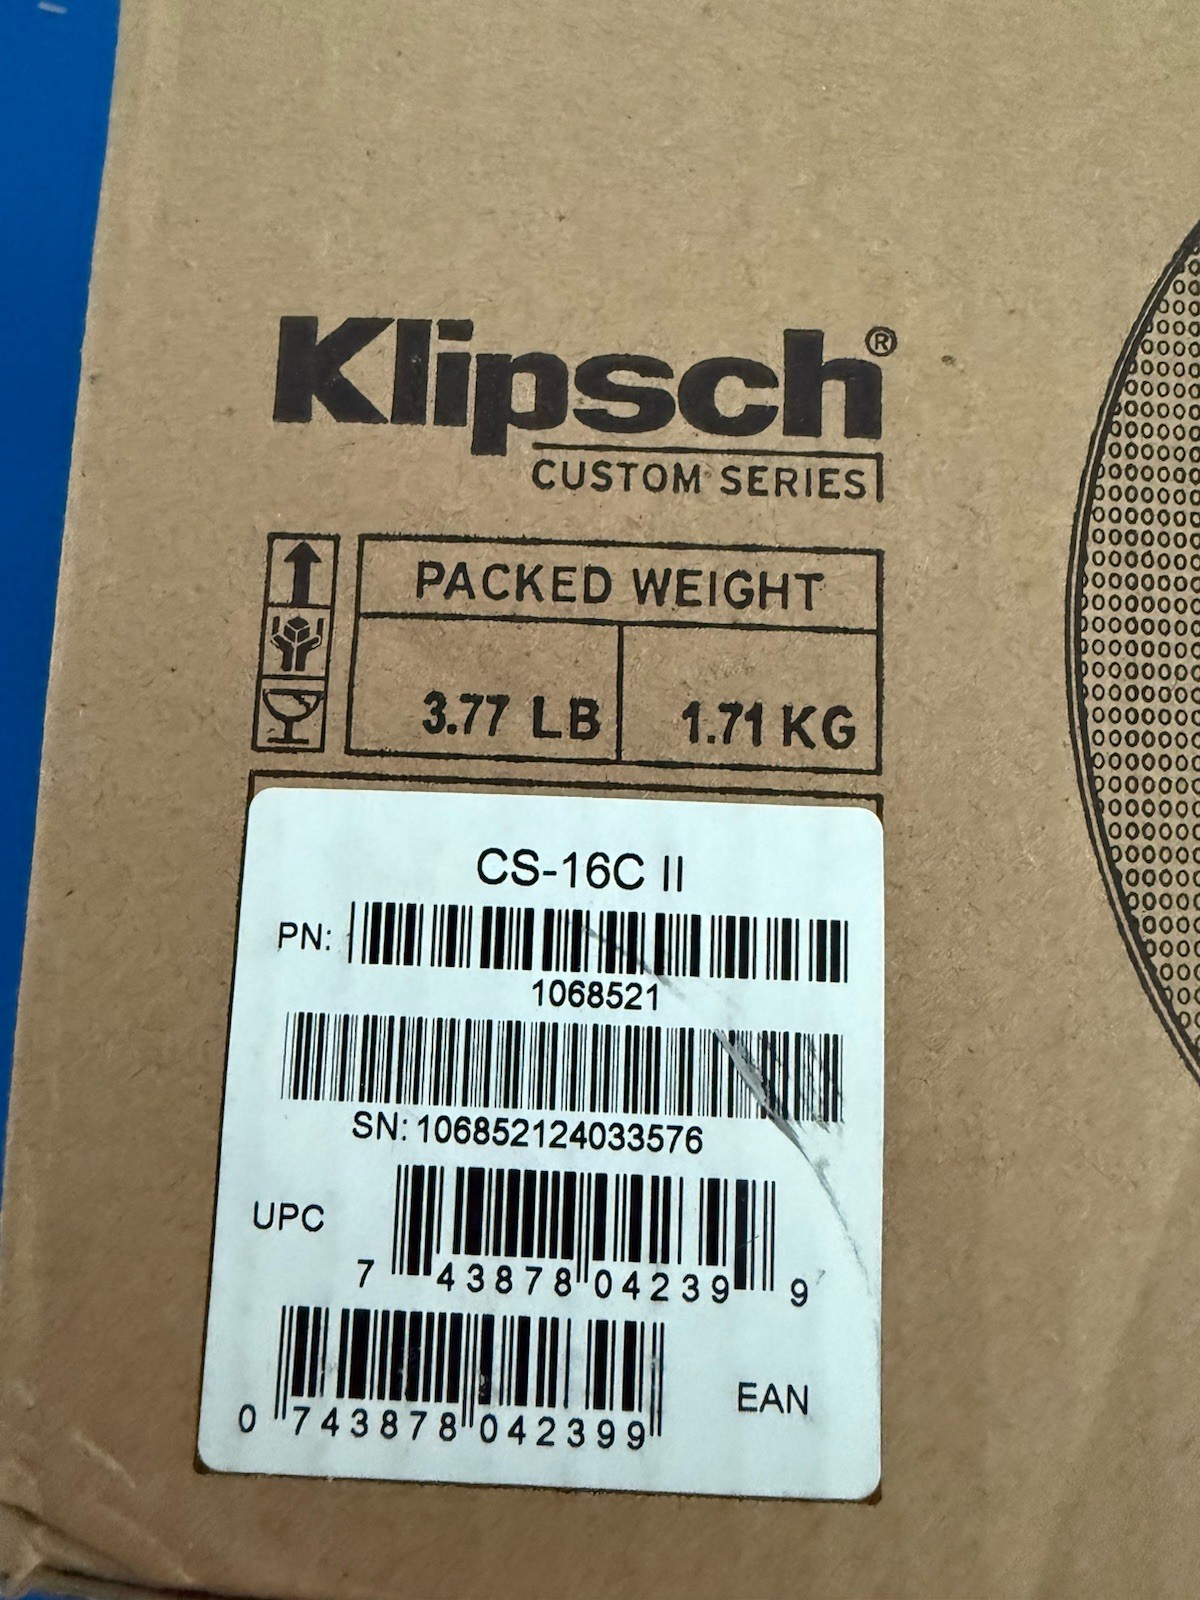 Klipsch®
CUSTOM SERIES
PACKED WEIGHT
3.77 LB 1.71 KG
CS-16C II
PN:
1068521
SN: 106852124033576
UPC
7 43878 04239 9
0 743878 042399
EAN